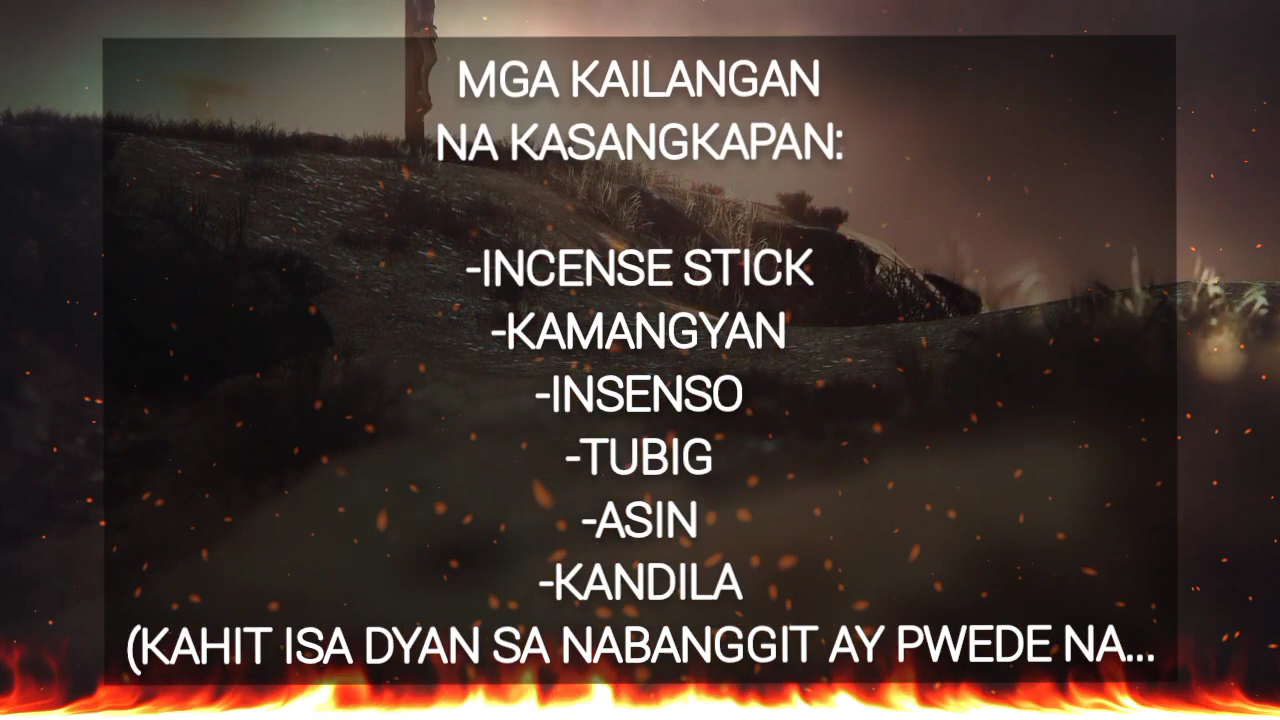 MGA KAILANGAN
NA KASANGKAPAN:
-INCENSE STICK
-KAMANGYAN
-INSENSO
-TUBIG
-ASIN
-KANDILA
(KAHIT ISA DYAN SA NABANGGIT AY PWEDE NA...